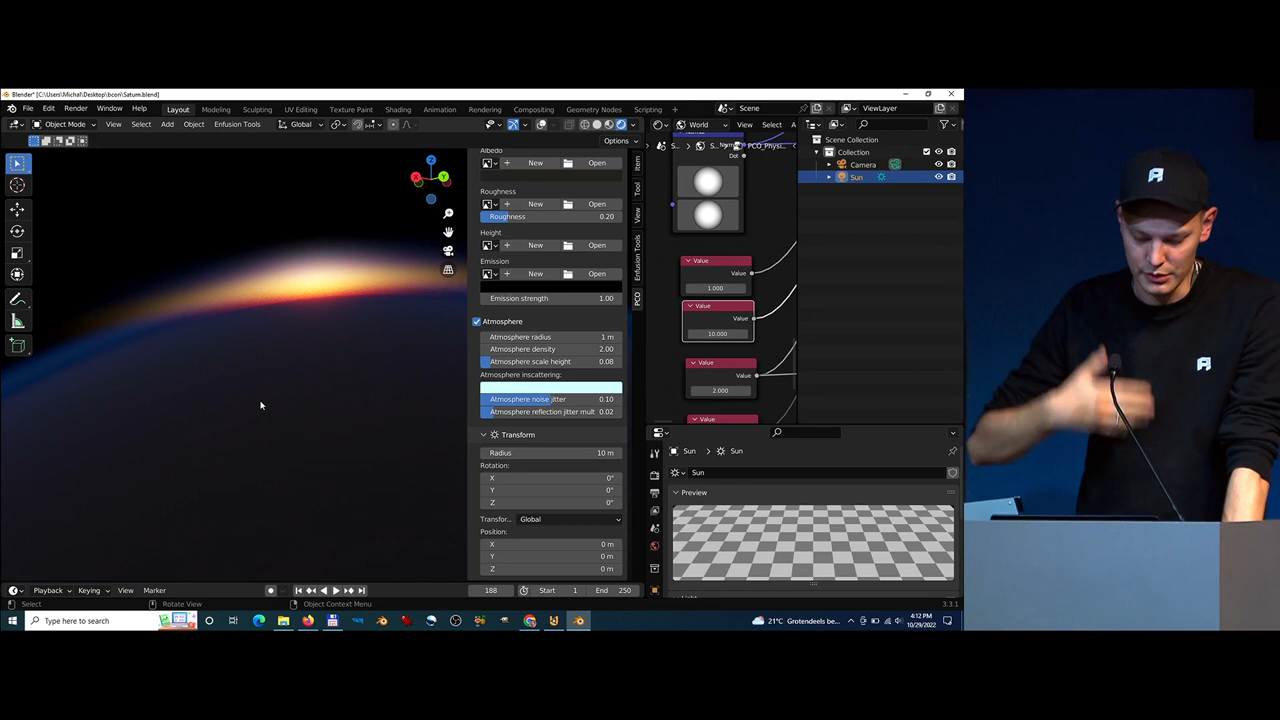 Blender* [C:\Users\Michal\Desktop\bcon\Saturn.blend]
File Edit Render Window Help Layout Modeling Sculpting UV Editing Texture Paint Shading Animation Rendering Compositing Geometry Nodes Scripting + Scene ViewLayer
Object Mode View Select Add Object Enfusion Tools Global World View Select
Options
Albedo
New Open
Roughness
New Open
Roughness 0.20
Height
New Open
Emission
New Open
Emission strength 1.00
Atmosphere
Atmosphere radius 1 m
Atmosphere density 2.00
Atmosphere scale height 0.08
Atmosphere inscattering:
Atmosphere noise jitter 0.10
Atmosphere reflection jitter mult 0.02
Transform
Radius 10 m
Rotation:
X 0°
Y 0°
Z 0°
Transfor... Global
Position:
X 0 m
Y 0 m
Z 0 m
Item
Tool
View
Enfusion Tools
PCO
X
Y
Z
S... S... PCO_Physi...
Dot
Value
Value
1.000
Value
Value
10.000
Value
Value
2.000
Value
Scene Collection
Collection
Camera
Sun
Sun > Sun
Sun
Preview
Playback Keying View Marker 188 Start 1 End 250
Select Rotate View Object Context Menu 3.3.1
Type here to search
21°C Grotendeels be...
4:12 PM
10/29/2022